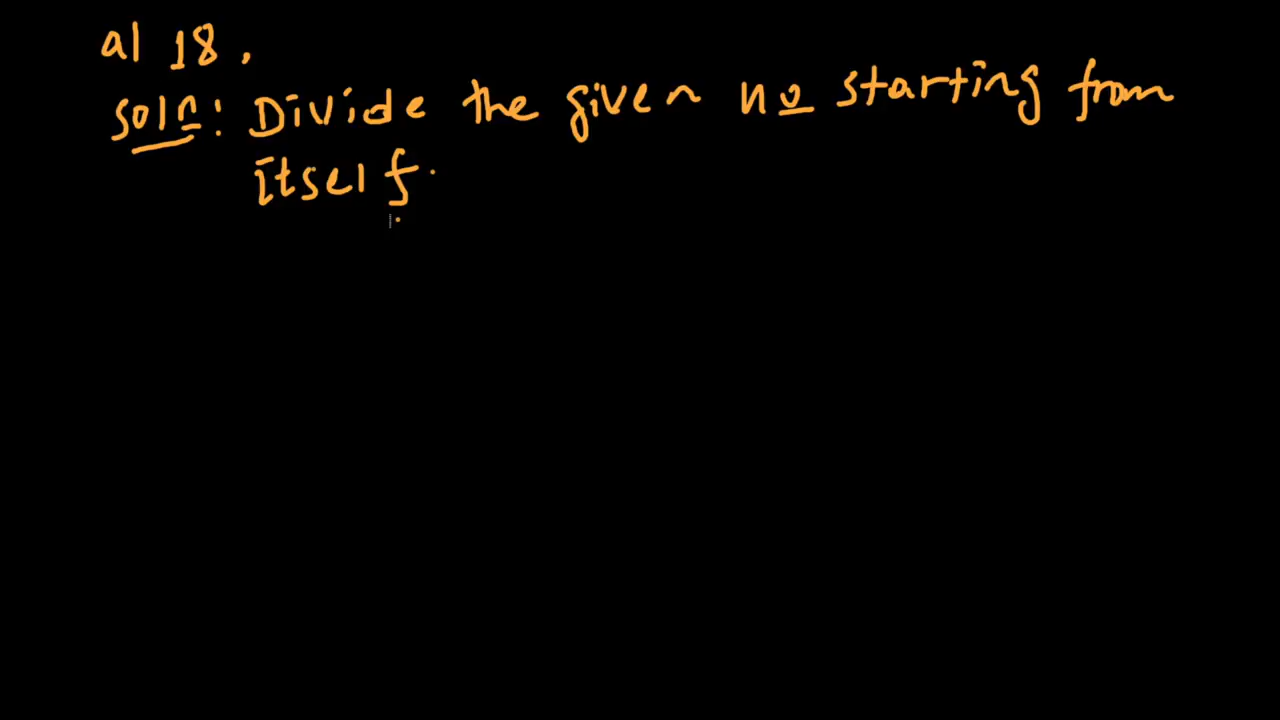 a) 18.
soln: Divide the given no starting from
itself.